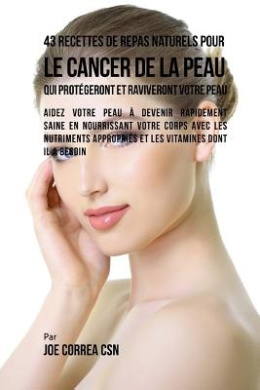 43 RECETTES DE REPAS NATURELS POUR
LE CANCER DE LA PEAU
QUI PROTÉGERONT ET RAVIVERONT VOTRE PEAU
AIDEZ VOTRE PEAU À DEVENIR RAPIDEMENT
SAINE EN NOURRISSANT VOTRE CORPS AVEC LES
NUTRIMENTS APPROPRIÉS ET LES VITAMINES DONT
IL A BESOIN
Par
JOE CORREA CSN